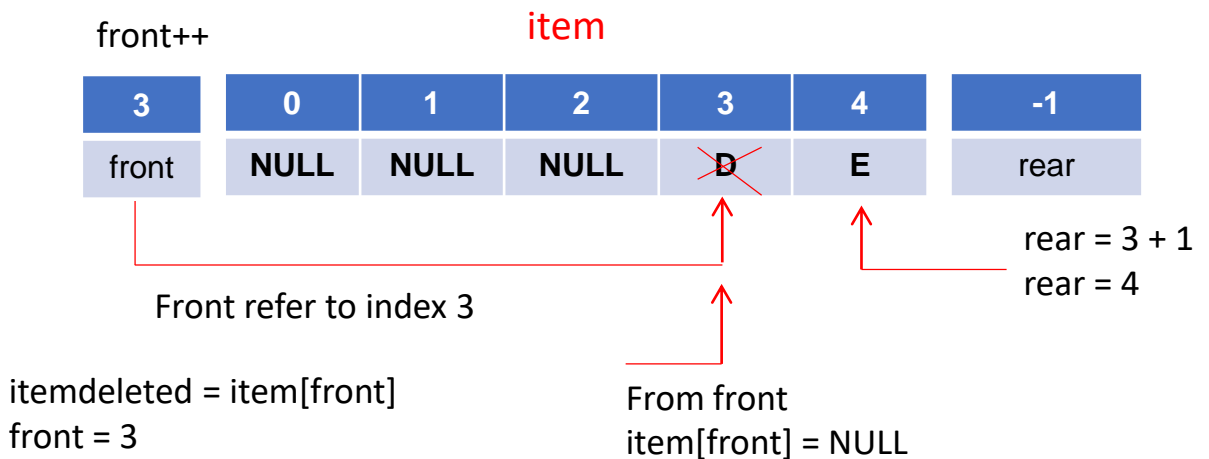 front++
item
3 0 1 2 3 4 -1
front NULL NULL NULL D E rear
rear = 3 + 1
rear = 4
Front refer to index 3
itemdeleted = item[front]
front = 3
From front
item[front] = NULL